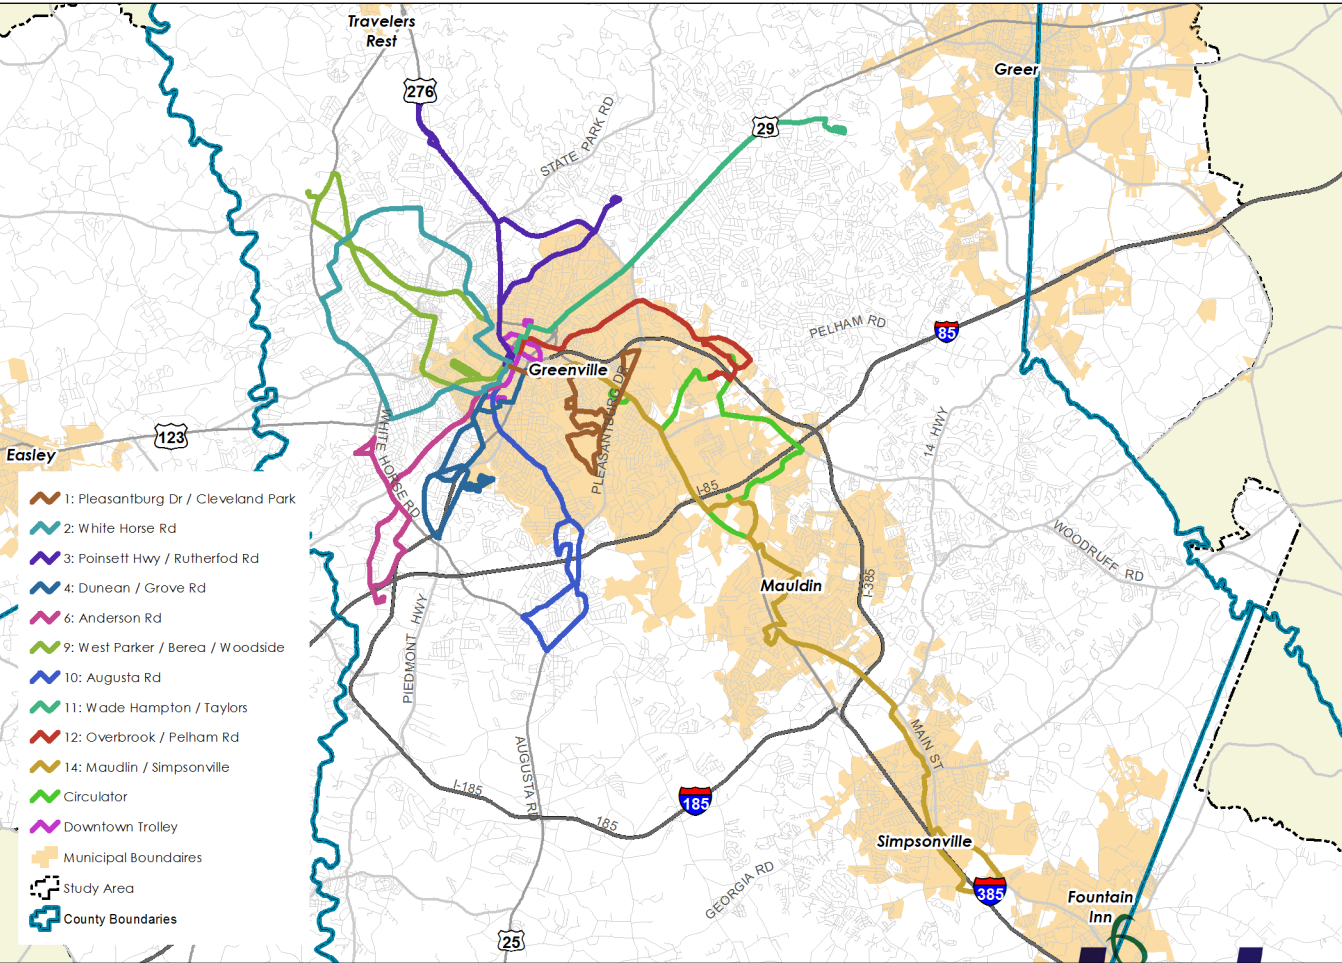 Travelers
Rest
276
Greer
29
STATE PARK RD
PELHAM RD
85
Greenville
PLEASANTBURG DR
123
Easley
WHITE HORSE RD
14 HWY
I-85
WOODRUFF RD
Mauldin
I-385
PIEDMONT HWY
MAIN ST
AUGUSTA RD
I-185
185
185
Simpsonville
385
GEORGIA RD
Fountain
Inn
25
1: Pleasantburg Dr / Cleveland Park
2: White Horse Rd
3: Poinsett Hwy / Rutherfod Rd
4: Dunean / Grove Rd
6: Anderson Rd
9: West Parker / Berea / Woodside
10: Augusta Rd
11: Wade Hampton / Taylors
12: Overbrook / Pelham Rd
14: Maudlin / Simpsonville
Circulator
Downtown Trolley
Municipal Boundaires
Study Area
County Boundaries